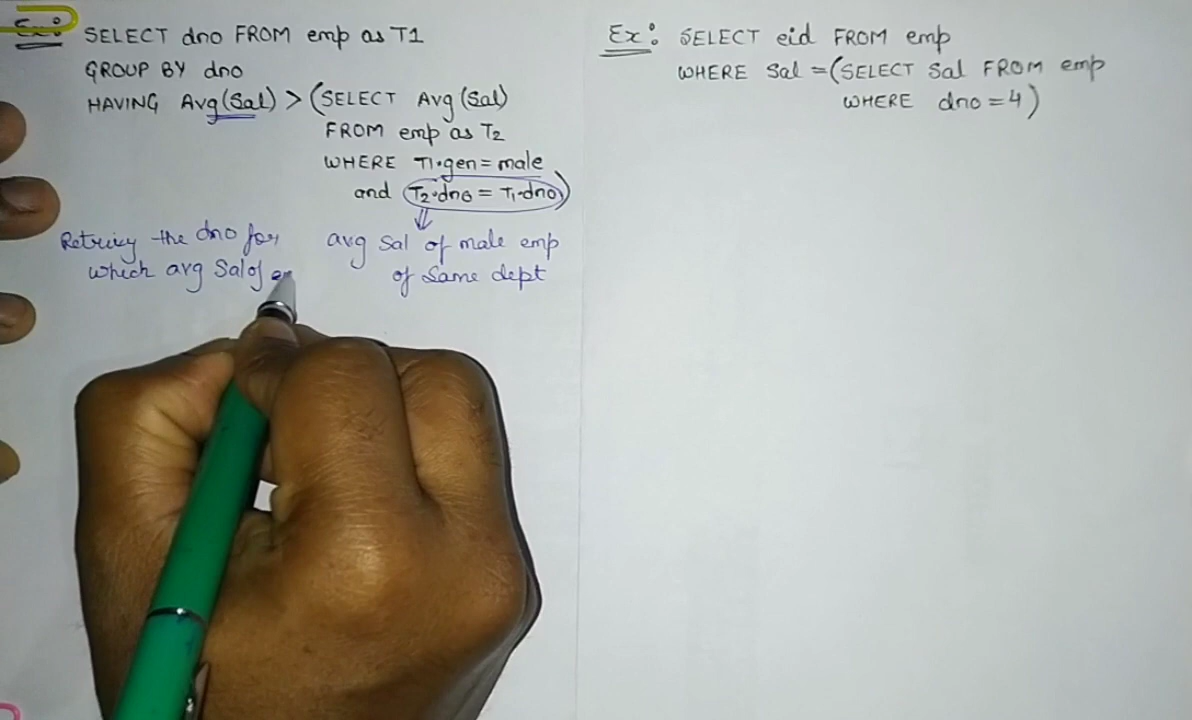 Ex:
SELECT dno FROM emp as T1
GROUP BY dno
HAVING Avg(Sal) > (SELECT Avg(Sal)
FROM emp as T2
WHERE T1.gen = male
and T2.dno = T1.dno)
avg Sal of male emp
of same dept
the dno for
which avg Sal of
Ex: SELECT eid FROM emp
WHERE Sal = (SELECT Sal FROM emp
WHERE dno = 4)